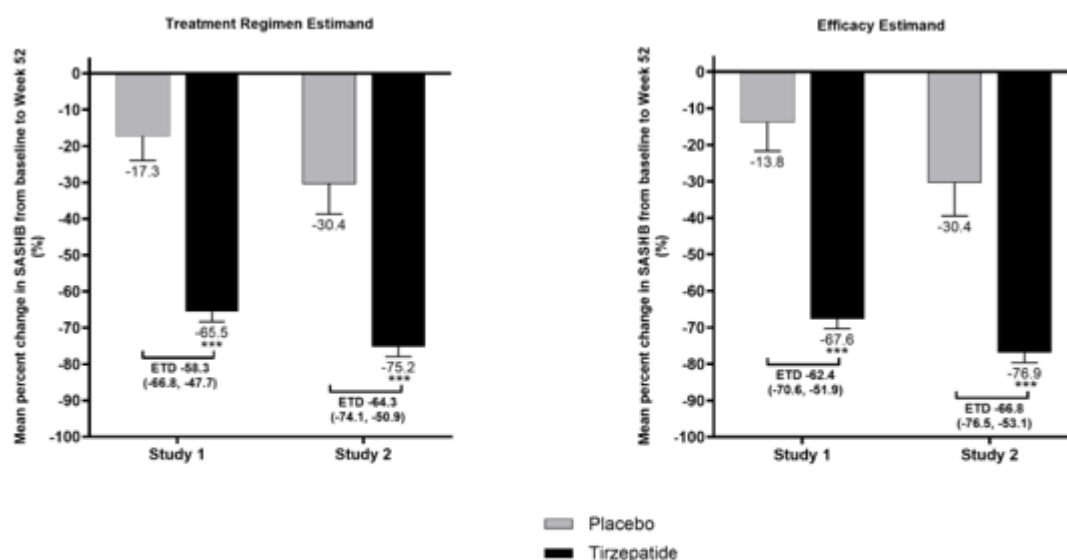 Treatment Regimen Estimand
Mean percent change in SASHB from baseline to Week 52
(%)
0
-10
-20
-30
-40
-50
-60
-70
-80
-90
-100
-17.3
-65.5
***
ETD -58.3
(-66.8, -47.7)
-30.4
-75.2
***
ETD -64.3
(-74.1, -50.9)
Study 1
Study 2
Efficacy Estimand
Mean percent change in SASHB from baseline to Week 52
(%)
0
-10
-20
-30
-40
-50
-60
-70
-80
-90
-100
-13.8
-67.6
***
ETD -62.4
(-70.6, -51.9)
-30.4
-76.9
***
ETD -66.8
(-76.5, -53.1)
Study 1
Study 2
Placebo
Tirzepatide